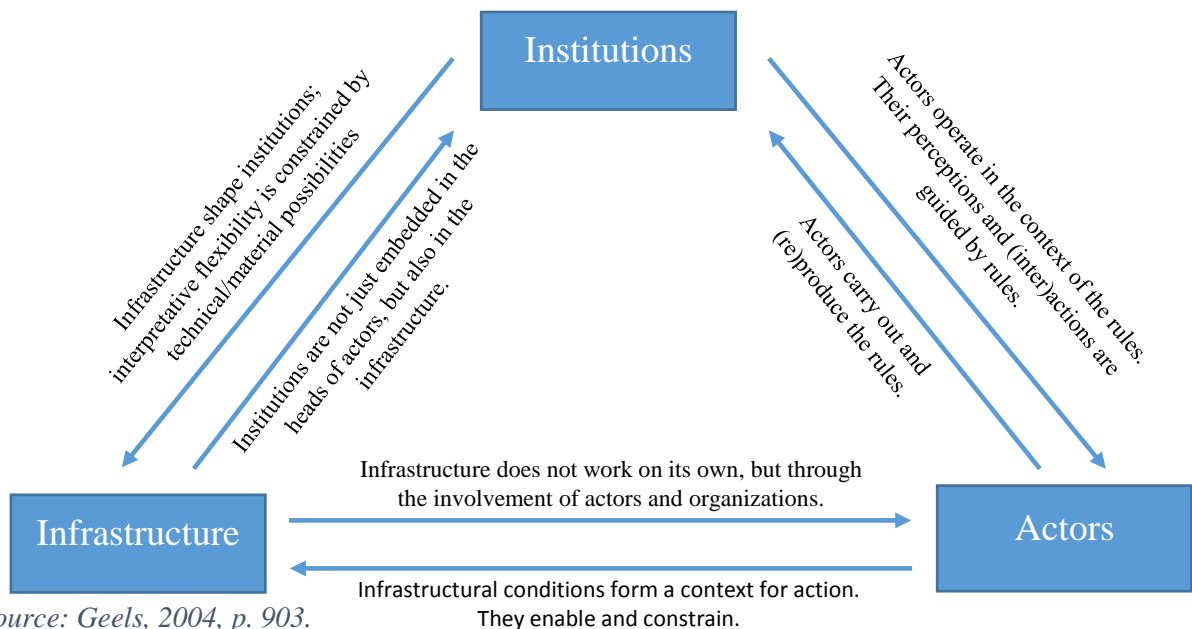 Institutions
Infrastructure shape institutions;
interpretative flexibility is constrained by
technical/material possibilities
Institutions are not just embedded in the
heads of actors, but also in the
infrastructure.
Actors operate in the context of the rules.
Their perceptions and (inter)actions are
guided by rules.
Actors carry out and
(re)produce the rules.
Infrastructure does not work on its own, but through
the involvement of actors and organizations.
Infrastructure
Actors
Infrastructural conditions form a context for action.
They enable and constrain.
ource: Geels, 2004, p. 903.